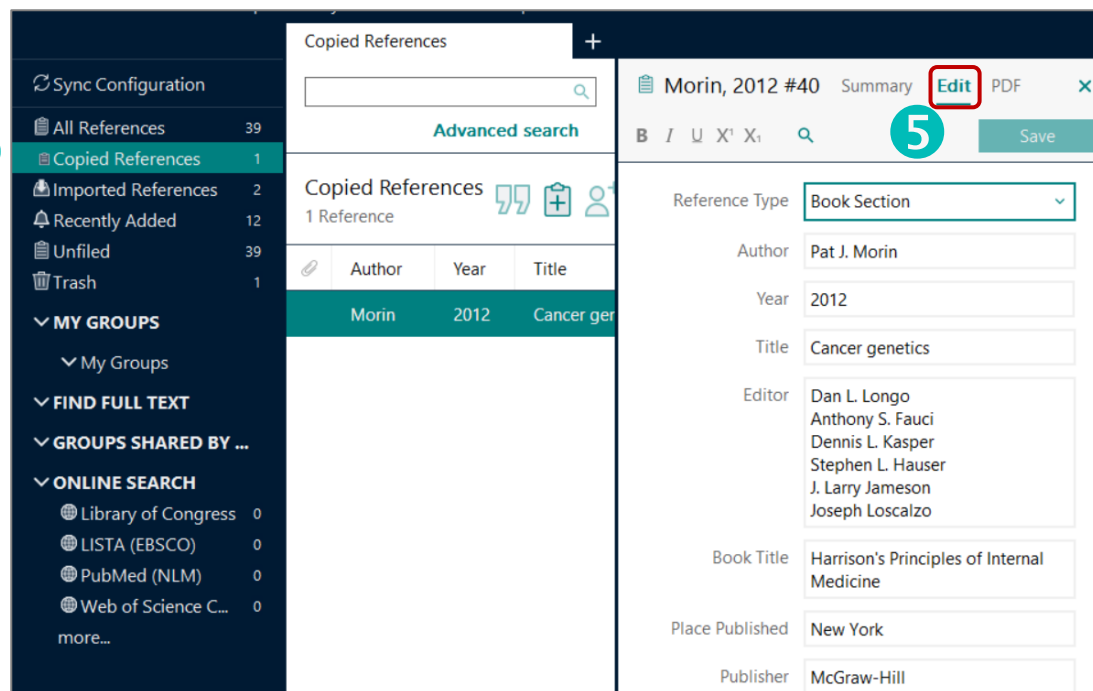 Copied References
+
Sync Configuration
All References 39
Copied References 1
Imported References 2
Recently Added 12
Unfiled 39
Trash 1
MY GROUPS
My Groups
FIND FULL TEXT
GROUPS SHARED BY ...
ONLINE SEARCH
Library of Congress 0
LISTA (EBSCO) 0
PubMed (NLM) 0
Web of Science C... 0
more...
Advanced search
Copied References
1 Reference
Author Year Title
Morin 2012 Cancer ger
Morin, 2012 #40 Summary Edit PDF ×
B I U X¹ X₁ 5 Save
Reference Type Book Section
Author Pat J. Morin
Year 2012
Title Cancer genetics
Editor Dan L. Longo
Anthony S. Fauci
Dennis L. Kasper
Stephen L. Hauser
J. Larry Jameson
Joseph Loscalzo
Book Title Harrison's Principles of Internal
Medicine
Place Published New York
Publisher McGraw-Hill